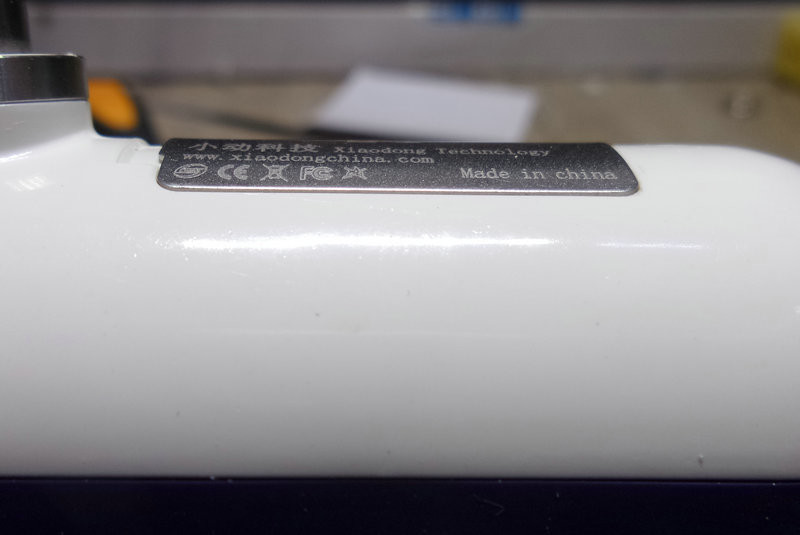 小动科技 Xiaodong Technology
www.xiaodongchina.com
CE FC Made in china